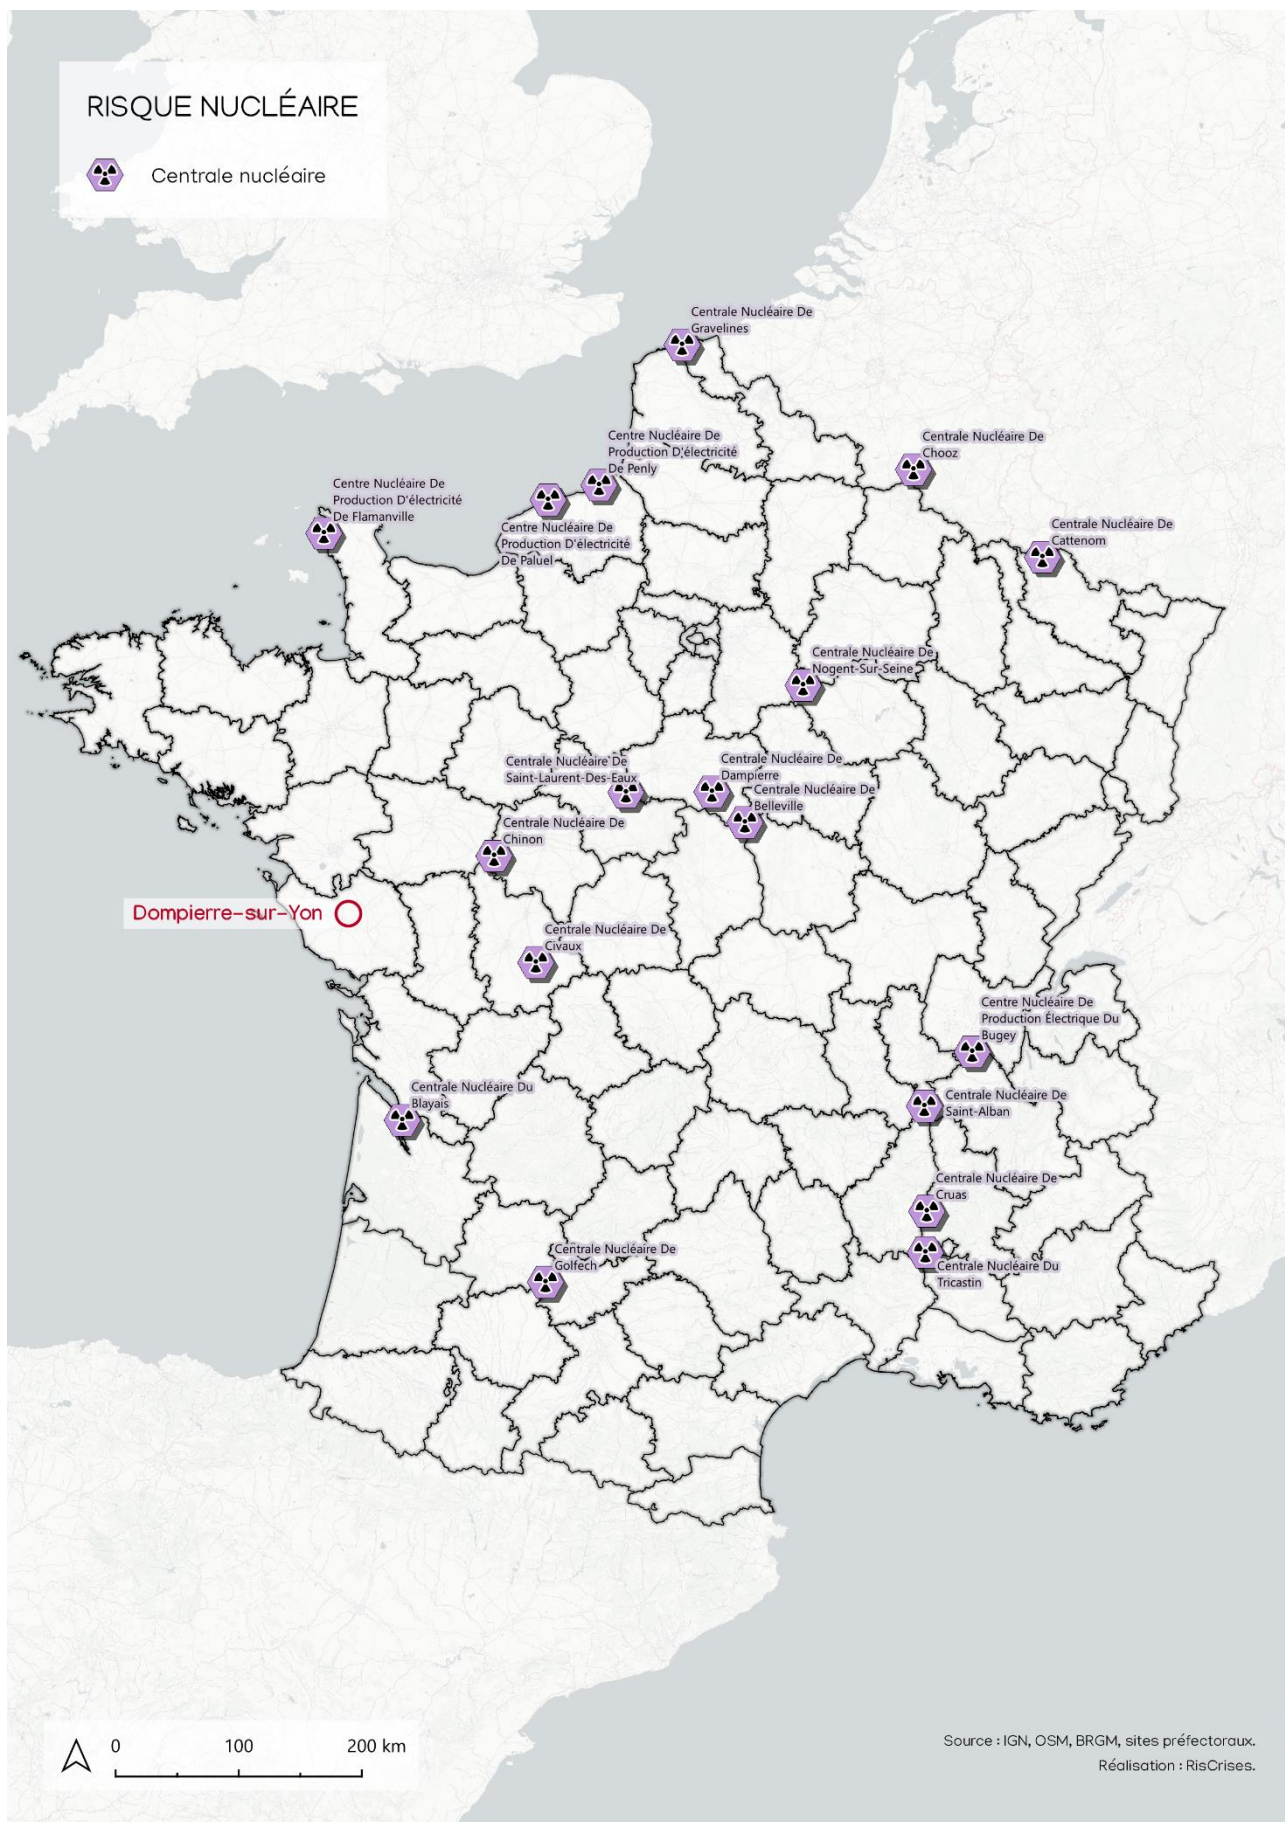 RISQUE NUCLÉAIRE
Centrale nucléaire
Centrale Nucléaire De
Gravelines
Centre Nucléaire De
Production D'électricité
De Penly
Centrale Nucléaire De
Chooz
Centre Nucléaire De
Production D'électricité
De Flamanville
Centre Nucléaire De
Production D'électricité
De Paluel
Centrale Nucléaire De
Cattenom
Centrale Nucléaire De
Nogent-Sur-Seine
Centrale Nucléaire De
Saint-Laurent-Des-Eaux
Centrale Nucléaire De
Dampierre
Centrale Nucléaire De
Belleville
Centrale Nucléaire De
Chinon
Dompierre-sur-Yon
Centrale Nucléaire De
Civaux
Centre Nucléaire De
Production Électrique Du
Bugey
Centrale Nucléaire Du
Blayais
Centrale Nucléaire De
Saint-Alban
Centrale Nucléaire De
Cruas
Centrale Nucléaire De
Golfech
Centrale Nucléaire Du
Tricastin
0 100 200 km
Source : IGN, OSM, BRGM, sites préfectoraux.
Réalisation : RisCrises.